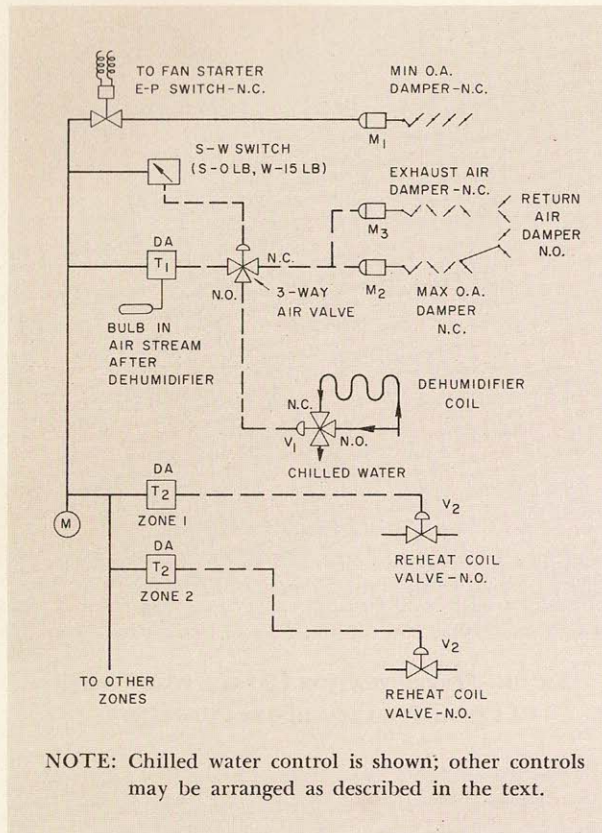 TO FAN STARTER
E-P SWITCH-N.C.
MIN O.A.
DAMPER-N.C.
M1
S-W SWITCH
(S-0 LB, W-15 LB)
EXHAUST AIR
DAMPER-N.C.
RETURN
AIR
DAMPER
N.O.
M3
DA
T1
N.C.
N.O.
M2
3-WAY
AIR VALVE
MAX O.A.
DAMPER
N.C.
BULB IN
AIR STREAM
AFTER
DEHUMIDIFIER
DEHUMIDIFIER
COIL
N.C.
V1
N.O.
CHILLED WATER
DA
T2
ZONE 1
V2
M
REHEAT COIL
VALVE-N.O.
DA
T2
ZONE 2
V2
TO OTHER
ZONES
REHEAT COIL
VALVE-N.O.
NOTE: Chilled water control is shown; other controls
may be arranged as described in the text.